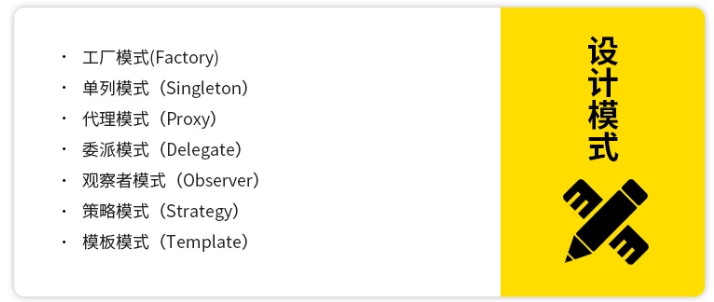 · 工厂模式(Factory)
· 单列模式（Singleton）
· 代理模式（Proxy）
· 委派模式（Delegate）
· 观察者模式（Observer）
· 策略模式（Strategy）
· 模板模式（Template）
设计模式